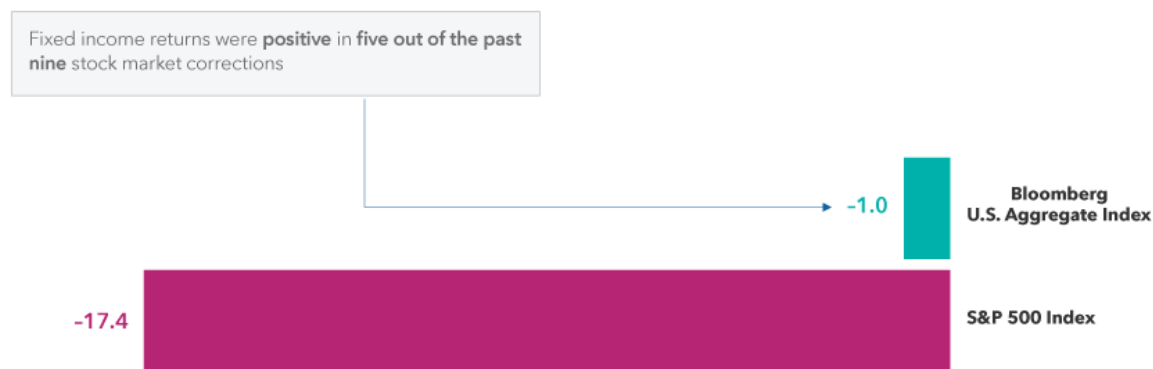 Fixed income returns were positive in five out of the past
nine stock market corrections
–1.0
Bloomberg
U.S. Aggregate Index
–17.4
S&P 500 Index